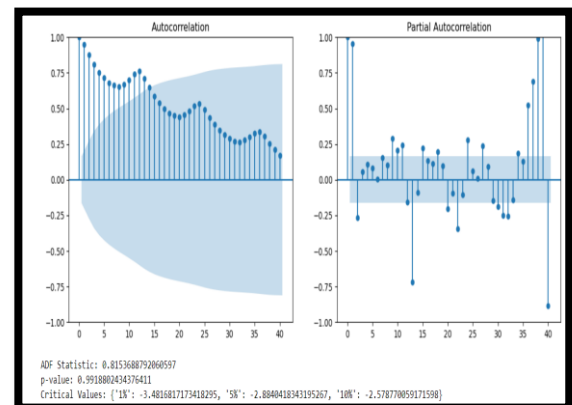 Autocorrelation
Partial Autocorrelation
1.00
0.75
0.50
0.25
0.00
−0.25
−0.50
−0.75
−1.00
0 5 10 15 20 25 30 35 40
1.00
0.75
0.50
0.25
0.00
−0.25
−0.50
−0.75
−1.00
0 5 10 15 20 25 30 35 40
ADF Statistic: 0.8153688792060597
p-value: 0.9918802434376411
Critical Values: {'1%': -3.4816817173418295, '5%': -2.8840418343195267, '10%': -2.578770059171598}